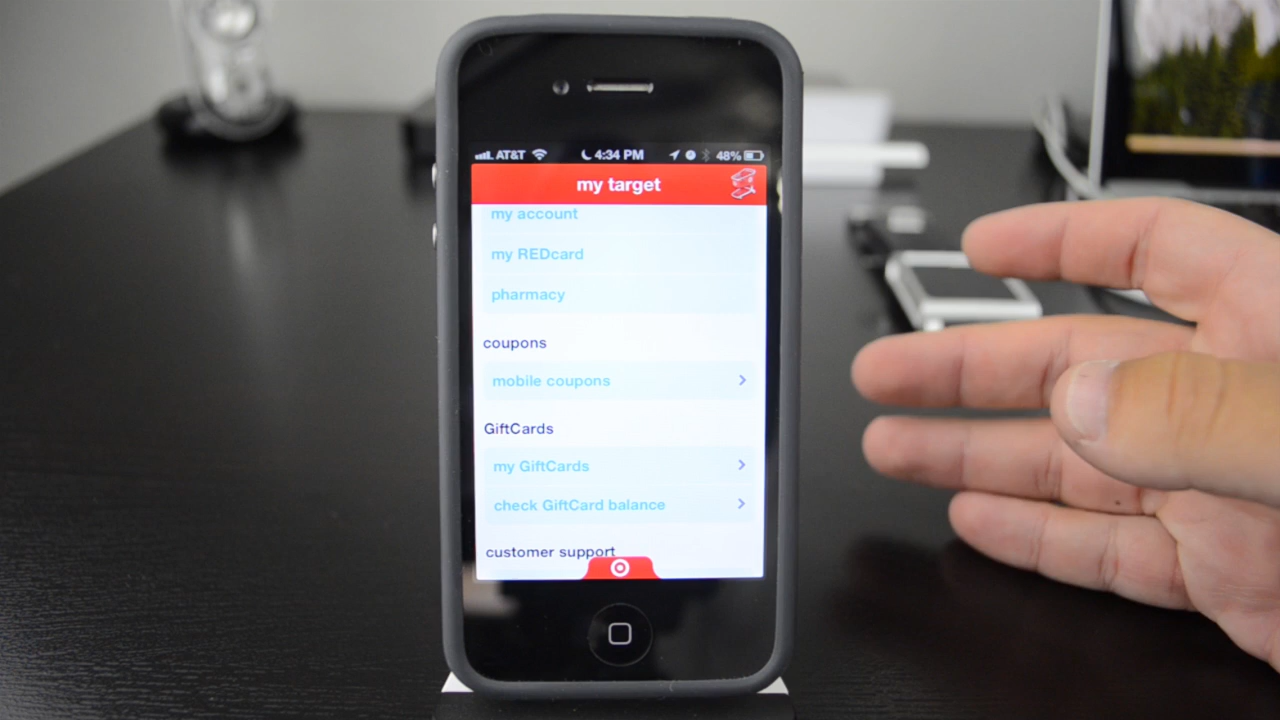 AT&T 4:34 PM 48%
my target
my account
my REDcard
pharmacy
coupons
mobile coupons
GiftCards
my GiftCards
check GiftCard balance
customer support